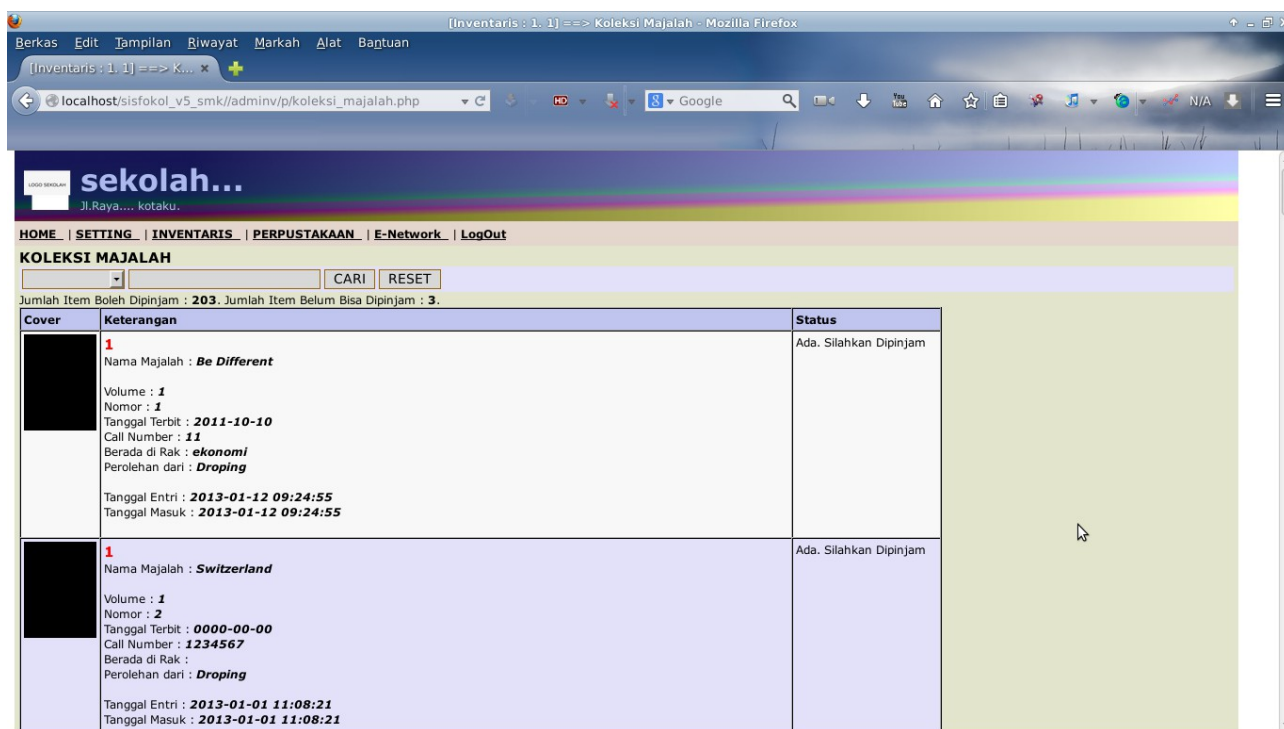 [Inventaris : 1. 1] ==> Koleksi Majalah - Mozilla Firefox
Berkas Edit Tampilan Riwayat Markah Alat Bantuan
[Inventaris : 1. 1] ==> K...
localhost/sisfokol_v5_smk//adminv/p/koleksi_majalah.php Google N/A
LOGO SEKOLAH
sekolah...
Jl.Raya.... kotaku.
HOME | SETTING | INVENTARIS | PERPUSTAKAAN | E-Network | LogOut
KOLEKSI MAJALAH
CARI RESET
Jumlah Item Boleh Dipinjam : 203. Jumlah Item Belum Bisa Dipinjam : 3.
Cover Keterangan Status
1 Ada. Silahkan Dipinjam
Nama Majalah : Be Different
Volume : 1
Nomor : 1
Tanggal Terbit : 2011-10-10
Call Number : 11
Berada di Rak : ekonomi
Perolehan dari : Droping
Tanggal Entri : 2013-01-12 09:24:55
Tanggal Masuk : 2013-01-12 09:24:55
1 Ada. Silahkan Dipinjam
Nama Majalah : Switzerland
Volume : 1
Nomor : 2
Tanggal Terbit : 0000-00-00
Call Number : 1234567
Berada di Rak :
Perolehan dari : Droping
Tanggal Entri : 2013-01-01 11:08:21
Tanggal Masuk : 2013-01-01 11:08:21